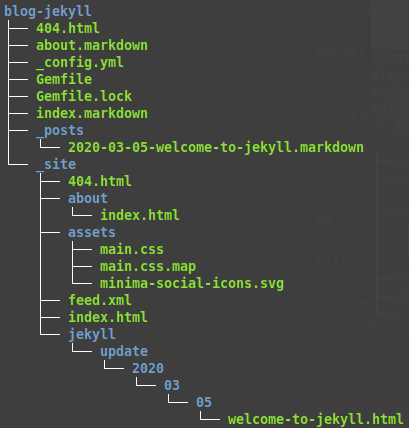 blog-jekyll
404.html
about.markdown
_config.yml
Gemfile
Gemfile.lock
index.markdown
_posts
2020-03-05-welcome-to-jekyll.markdown
_site
404.html
about
index.html
assets
main.css
main.css.map
minima-social-icons.svg
feed.xml
index.html
jekyll
update
2020
03
05
welcome-to-jekyll.html